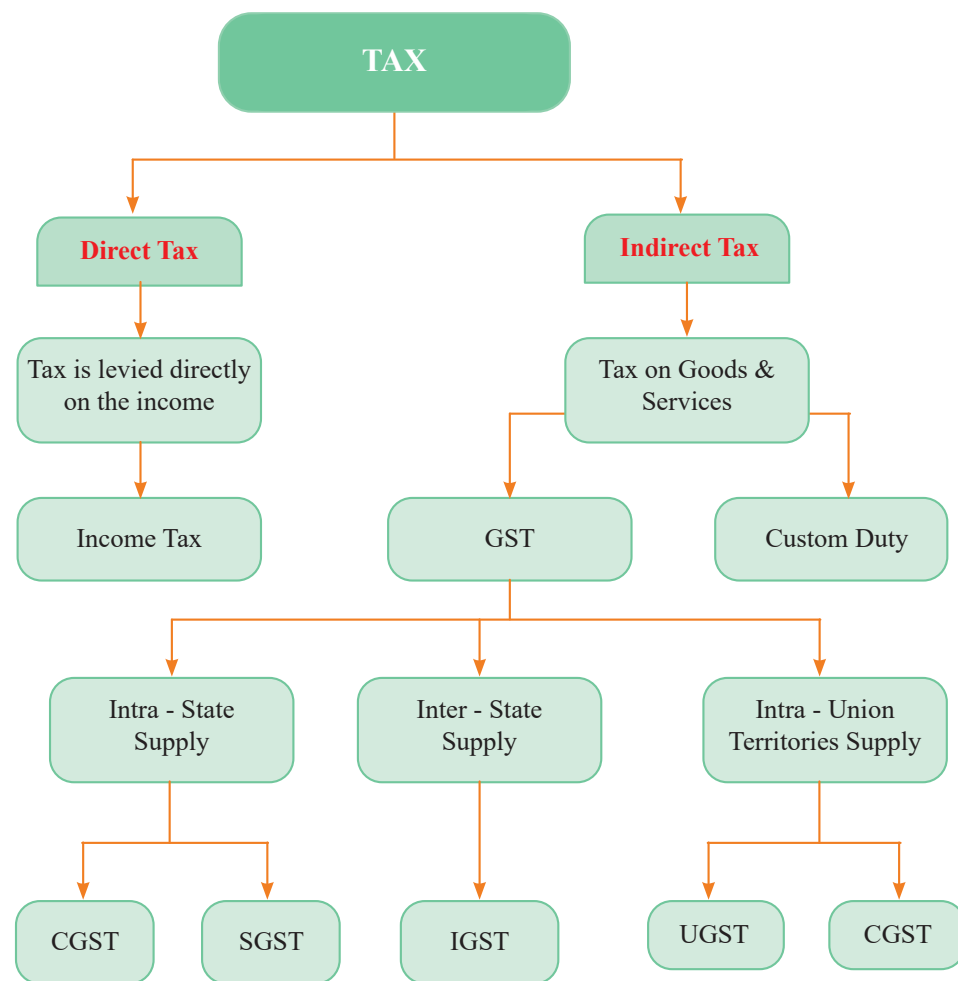 TAX
Direct Tax
Indirect Tax
Tax is levied directly
on the income
Tax on Goods &
Services
Income Tax
GST
Custom Duty
Intra - State
Supply
Inter - State
Supply
Intra - Union
Territories Supply
CGST
SGST
IGST
UGST
CGST